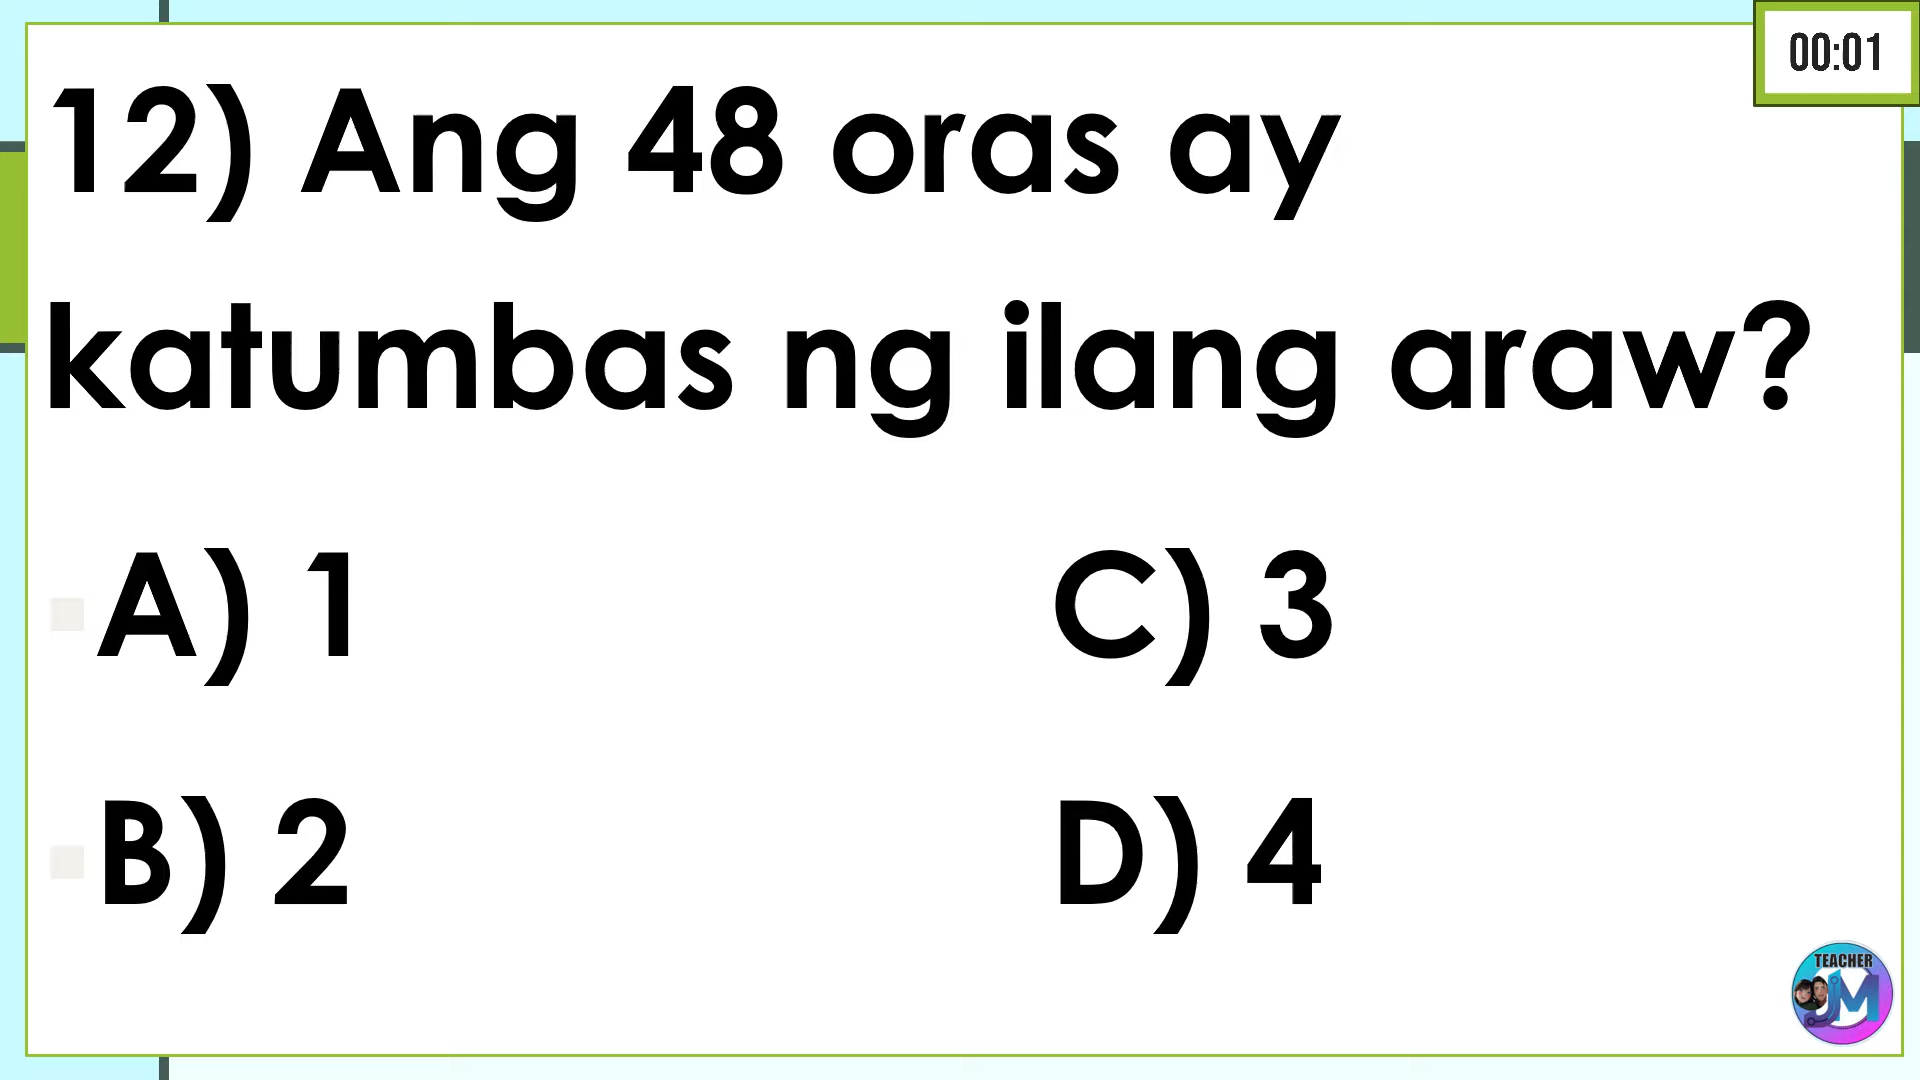 00:01
12) Ang 48 oras ay
katumbas ng ilang araw?
A) 1
C) 3
B) 2
D) 4
TEACHER
JM